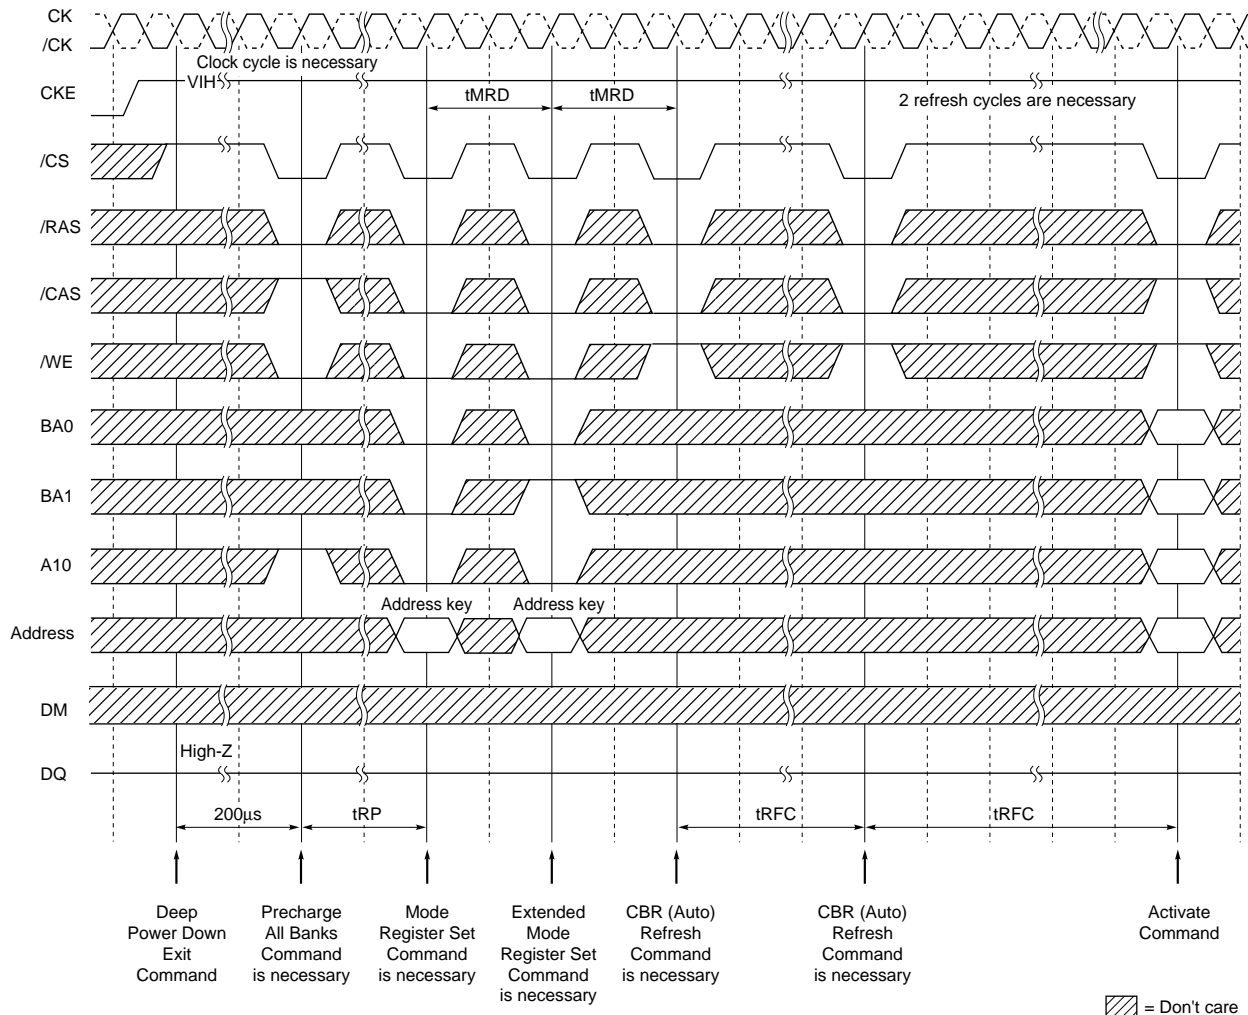 CK
/CK
Clock cycle is necessary
VIH
CKE
tMRD
tMRD
2 refresh cycles are necessary
/CS
/RAS
/CAS
/WE
BA0
BA1
A10
Address key
Address key
Address
DM
High-Z
DQ
200μs
tRP
tRFC
tRFC
Deep
Power Down
Exit
Command
Precharge
All Banks
Command
is necessary
Mode
Register Set
Command
is necessary
Extended
Mode
Register Set
Command
is necessary
CBR (Auto)
Refresh
Command
is necessary
CBR (Auto)
Refresh
Command
is necessary
Activate
Command
= Don't care